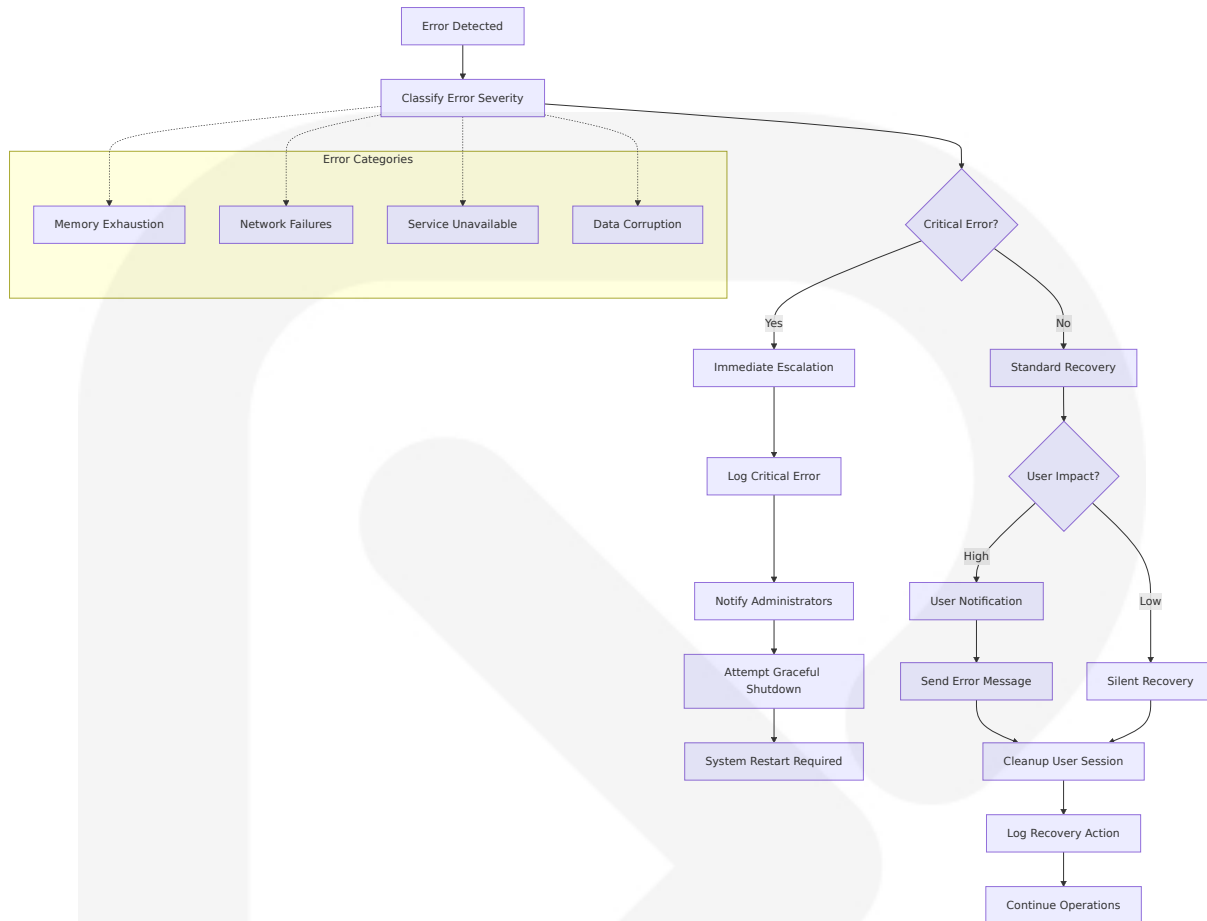 Error Detected
Classify Error Severity
Error Categories
Memory Exhaustion
Network Failures
Service Unavailable
Data Corruption
Critical Error?
Yes
No
Immediate Escalation
Standard Recovery
Log Critical Error
User Impact?
High
Low
Notify Administrators
User Notification
Attempt Graceful
Shutdown
Send Error Message
Silent Recovery
System Restart Required
Cleanup User Session
Log Recovery Action
Continue Operations